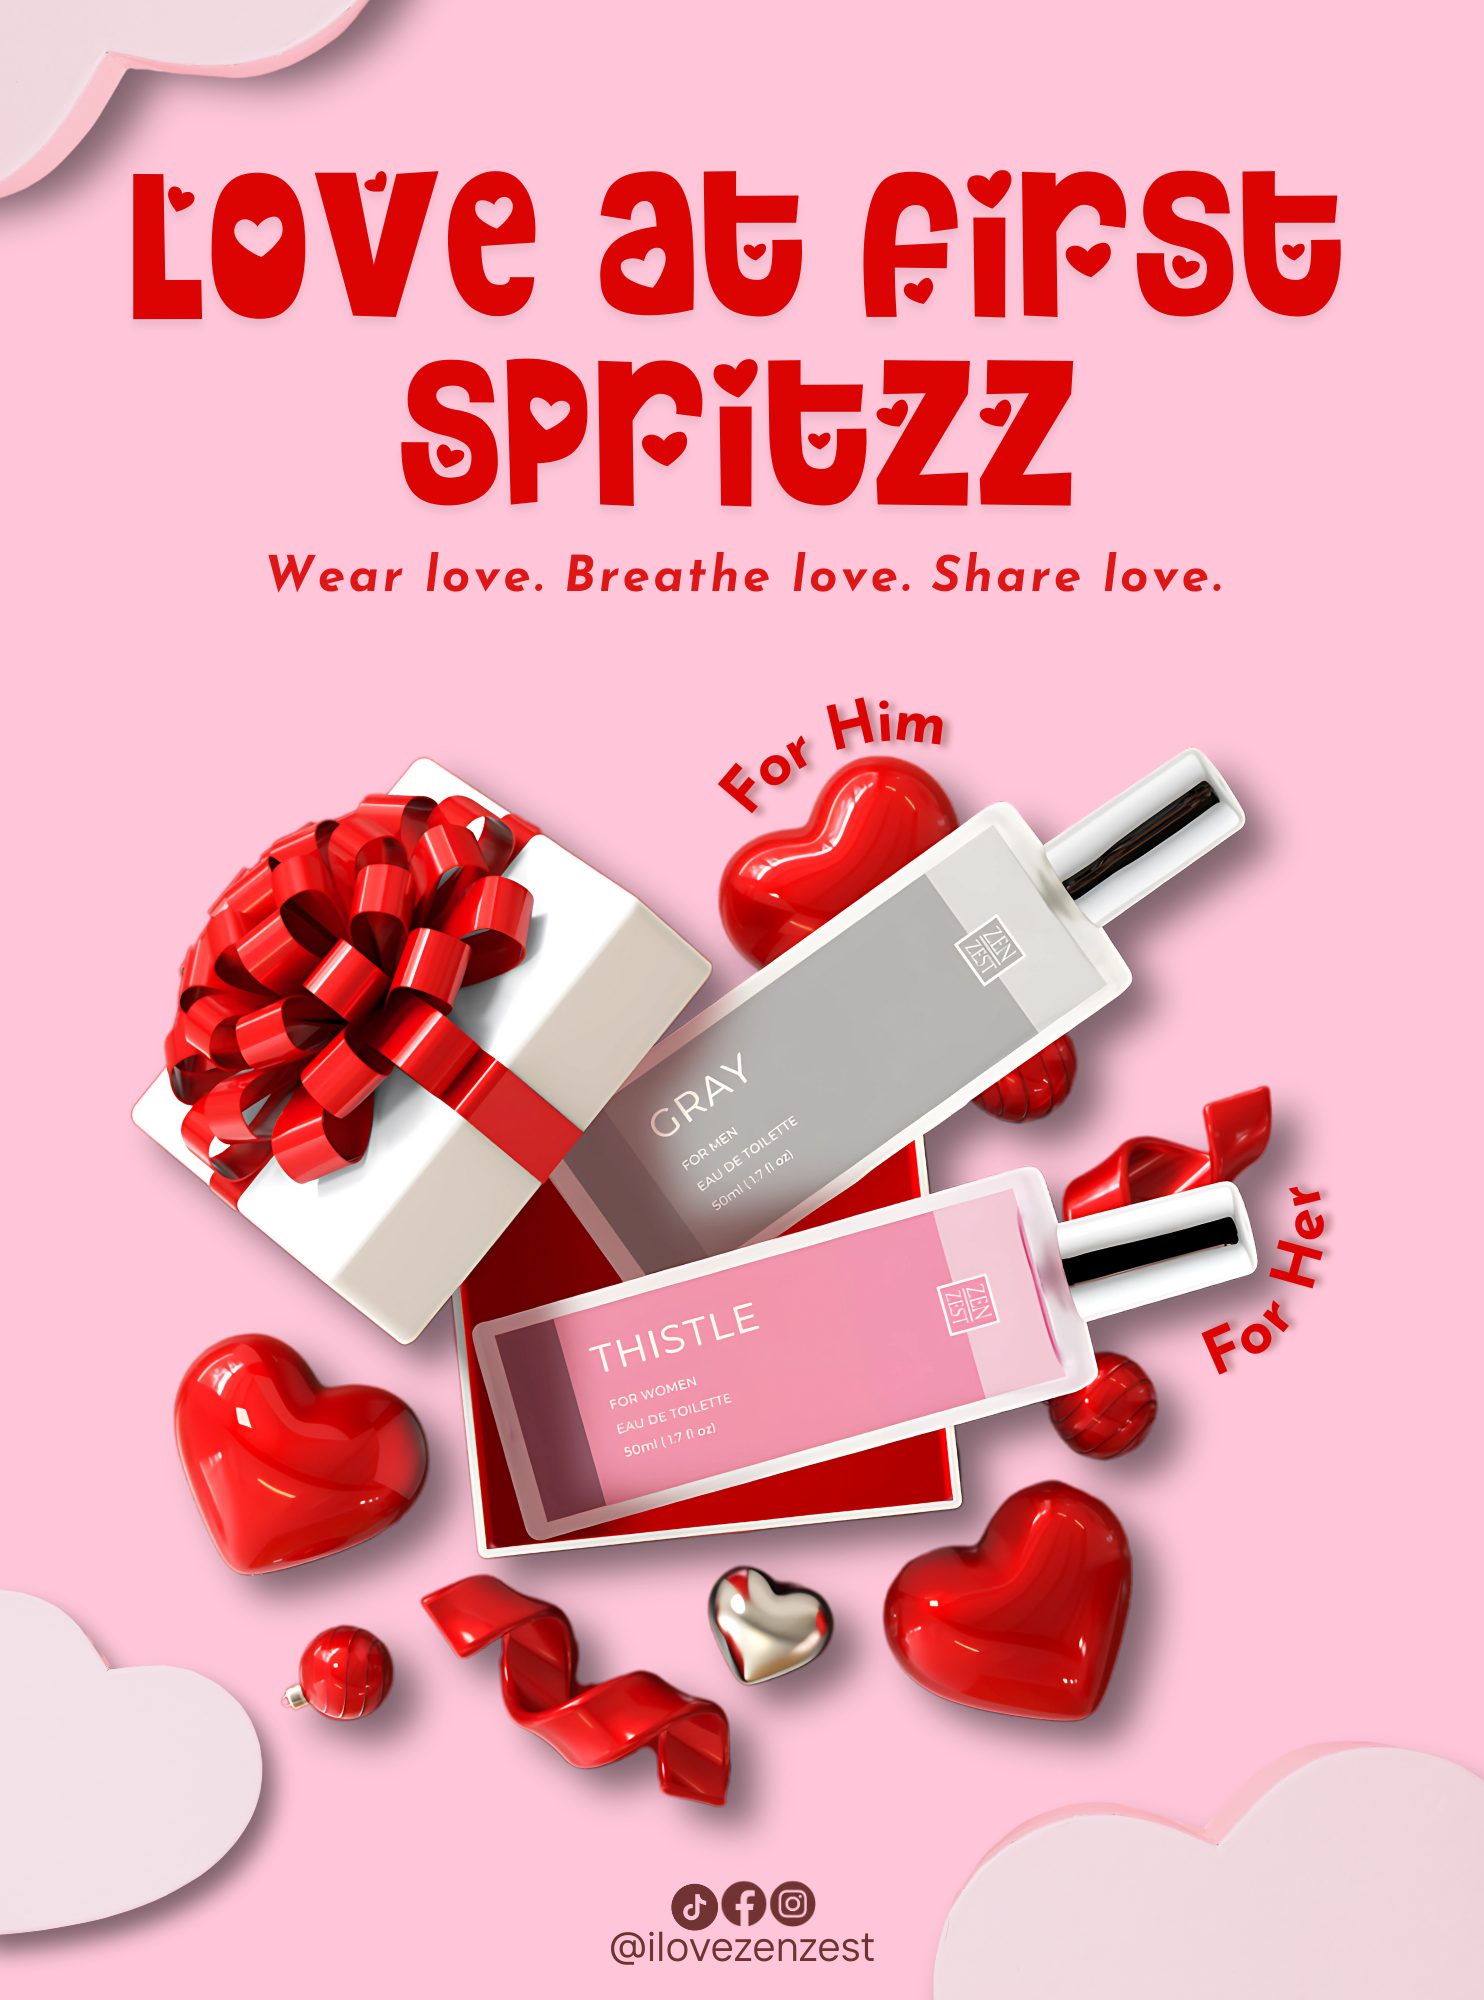 Love at first
spritzz
Wear love. Breathe love. Share love.
For Him
ZEN
ZEST
GRAY
FOR MEN
EAU DE TOILETTE
50ml (1.7 fl oz)
For Her
ZEN
ZEST
THISTLE
FOR WOMEN
EAU DE TOILETTE
50ml (1.7 fl oz)
@ilovezenzest